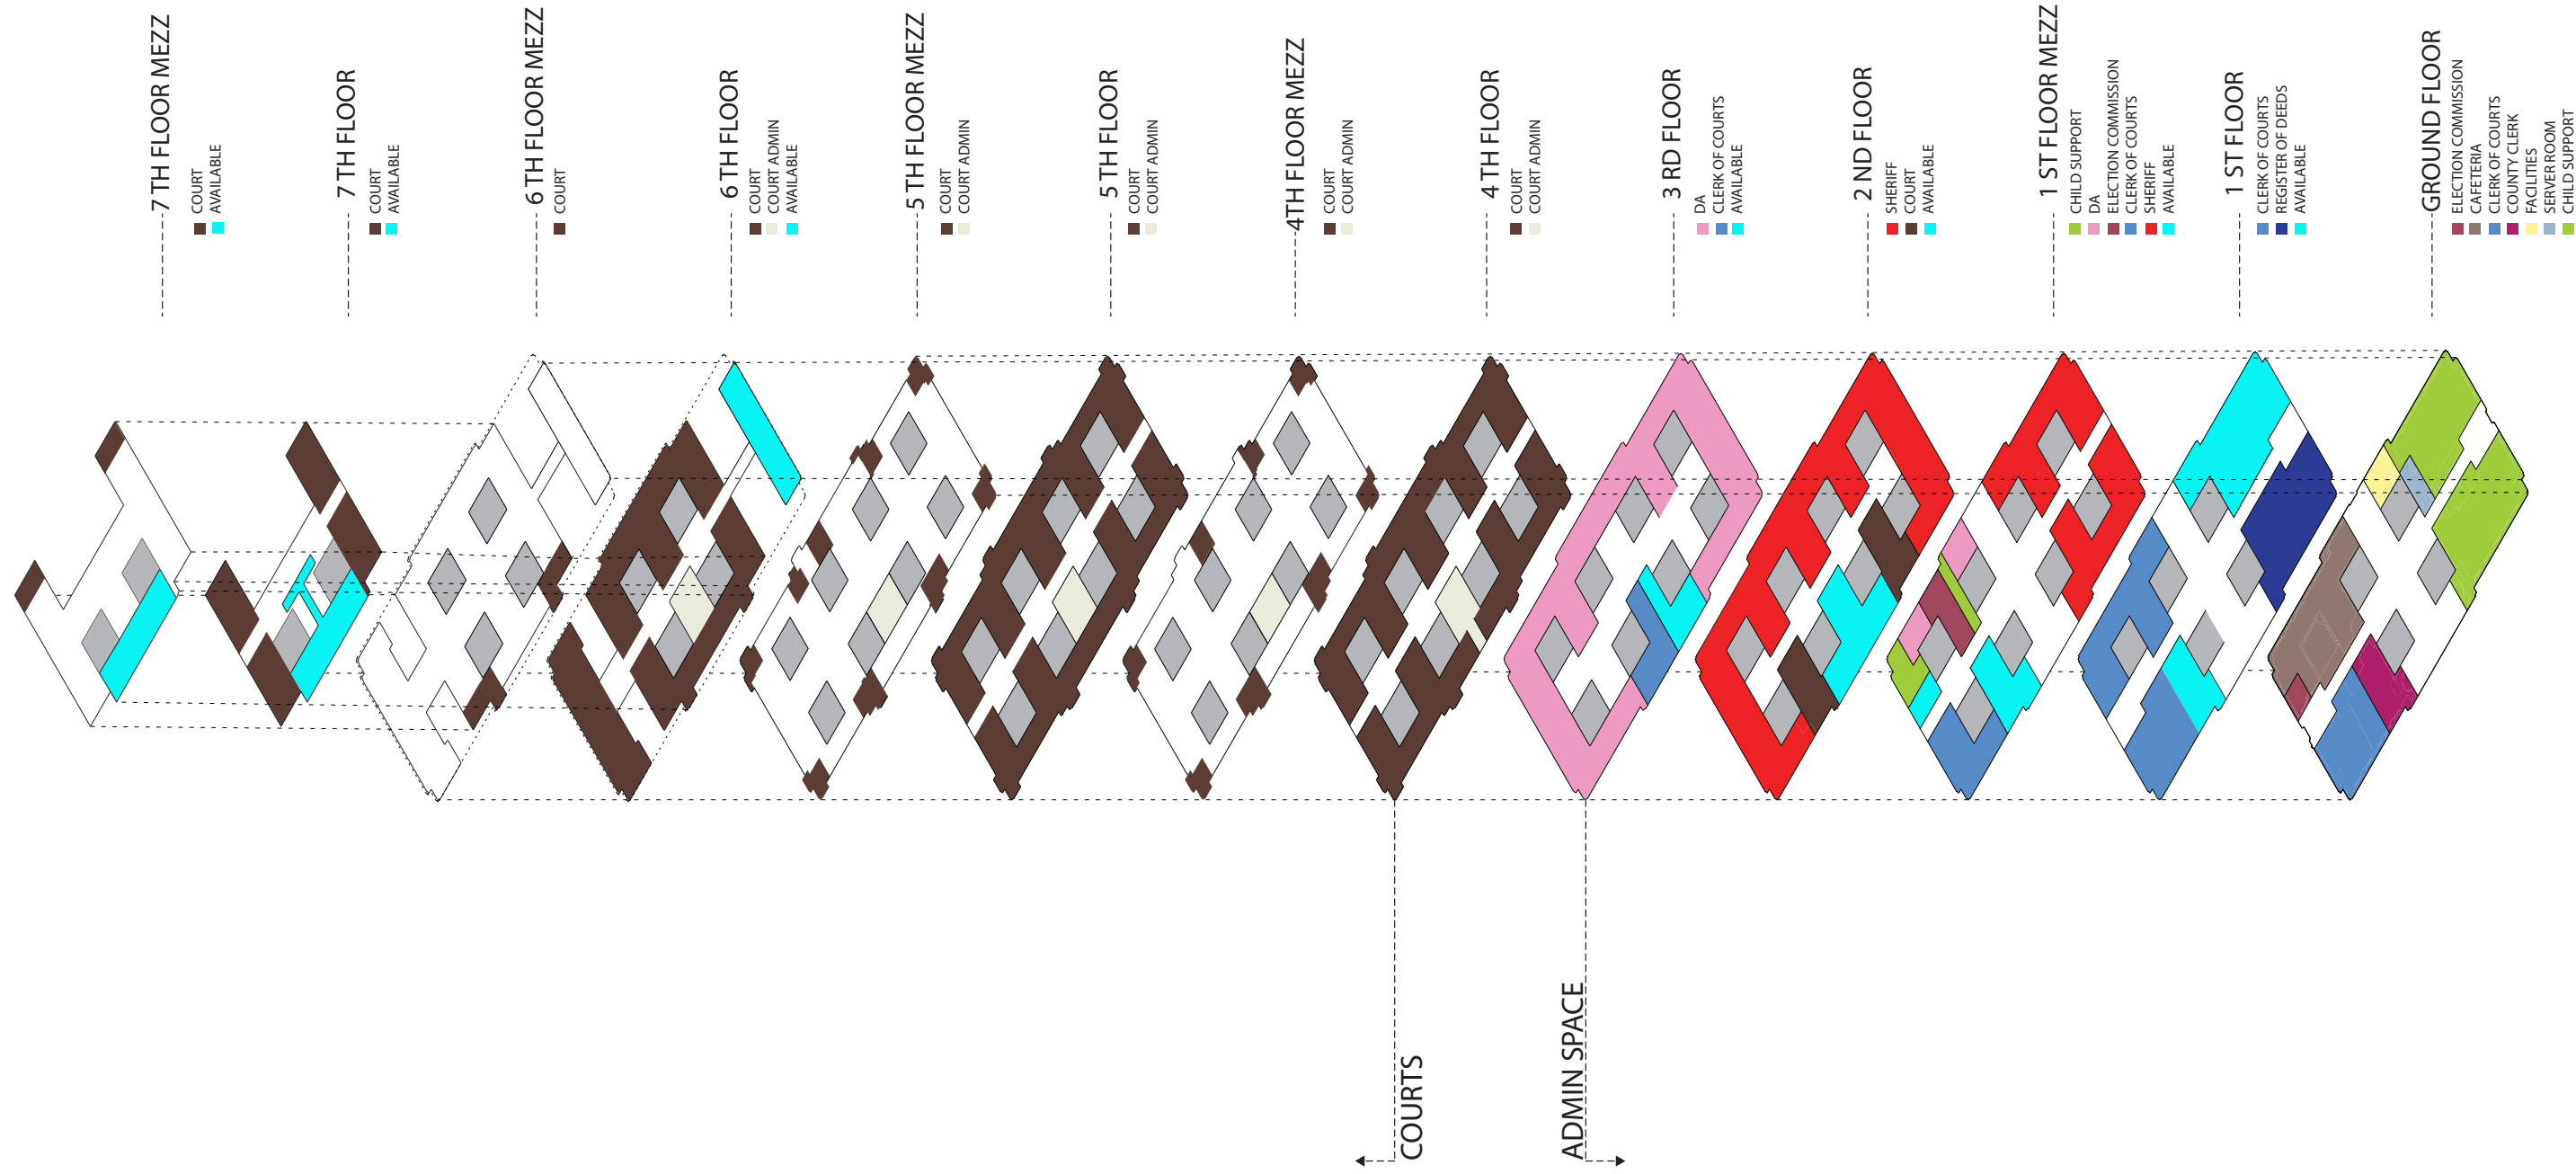 7 TH FLOOR MEZZ
COURT
AVAILABLE
7 TH FLOOR
COURT
AVAILABLE
6 TH FLOOR MEZZ
COURT
6 TH FLOOR
COURT
COURT ADMIN
AVAILABLE
5 TH FLOOR MEZZ
COURT
COURT ADMIN
5 TH FLOOR
COURT
COURT ADMIN
4TH FLOOR MEZZ
COURT
COURT ADMIN
4 TH FLOOR
COURT
COURT ADMIN
3 RD FLOOR
DA
CLERK OF COURTS
AVAILABLE
2 ND FLOOR
SHERIFF
COURT
AVAILABLE
1 ST FLOOR MEZZ
CHILD SUPPORT
DA
ELECTION COMMISSION
CLERK OF COURTS
SHERIFF
AVAILABLE
1 ST FLOOR
CLERK OF COURTS
REGISTER OF DEEDS
AVAILABLE
GROUND FLOOR
ELECTION COMMISSION
CAFETERIA
CLERK OF COURTS
COUNTY CLERK
FACILITIES
SERVER ROOM
CHILD SUPPORT
COURTS
ADMIN SPACE